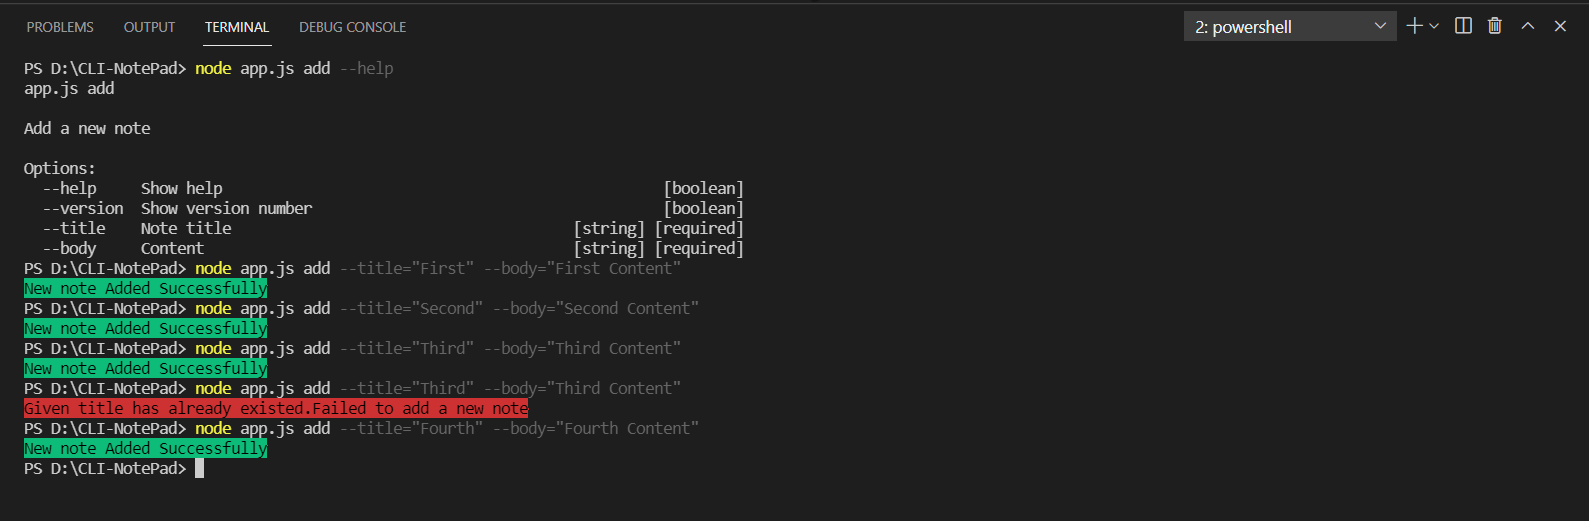 PROBLEMS OUTPUT TERMINAL DEBUG CONSOLE 2: powershell
PS D:\CLI-NotePad> node app.js add --help
app.js add
Add a new note
Options:
--help Show help [boolean]
--version Show version number [boolean]
--title Note title [string] [required]
--body Content [string] [required]
PS D:\CLI-NotePad> node app.js add --title="First" --body="First Content"
New note Added Successfully
PS D:\CLI-NotePad> node app.js add --title="Second" --body="Second Content"
New note Added Successfully
PS D:\CLI-NotePad> node app.js add --title="Third" --body="Third Content"
New note Added Successfully
PS D:\CLI-NotePad> node app.js add --title="Third" --body="Third Content"
Given title has already existed.Failed to add a new note
PS D:\CLI-NotePad> node app.js add --title="Fourth" --body="Fourth Content"
New note Added Successfully
PS D:\CLI-NotePad>